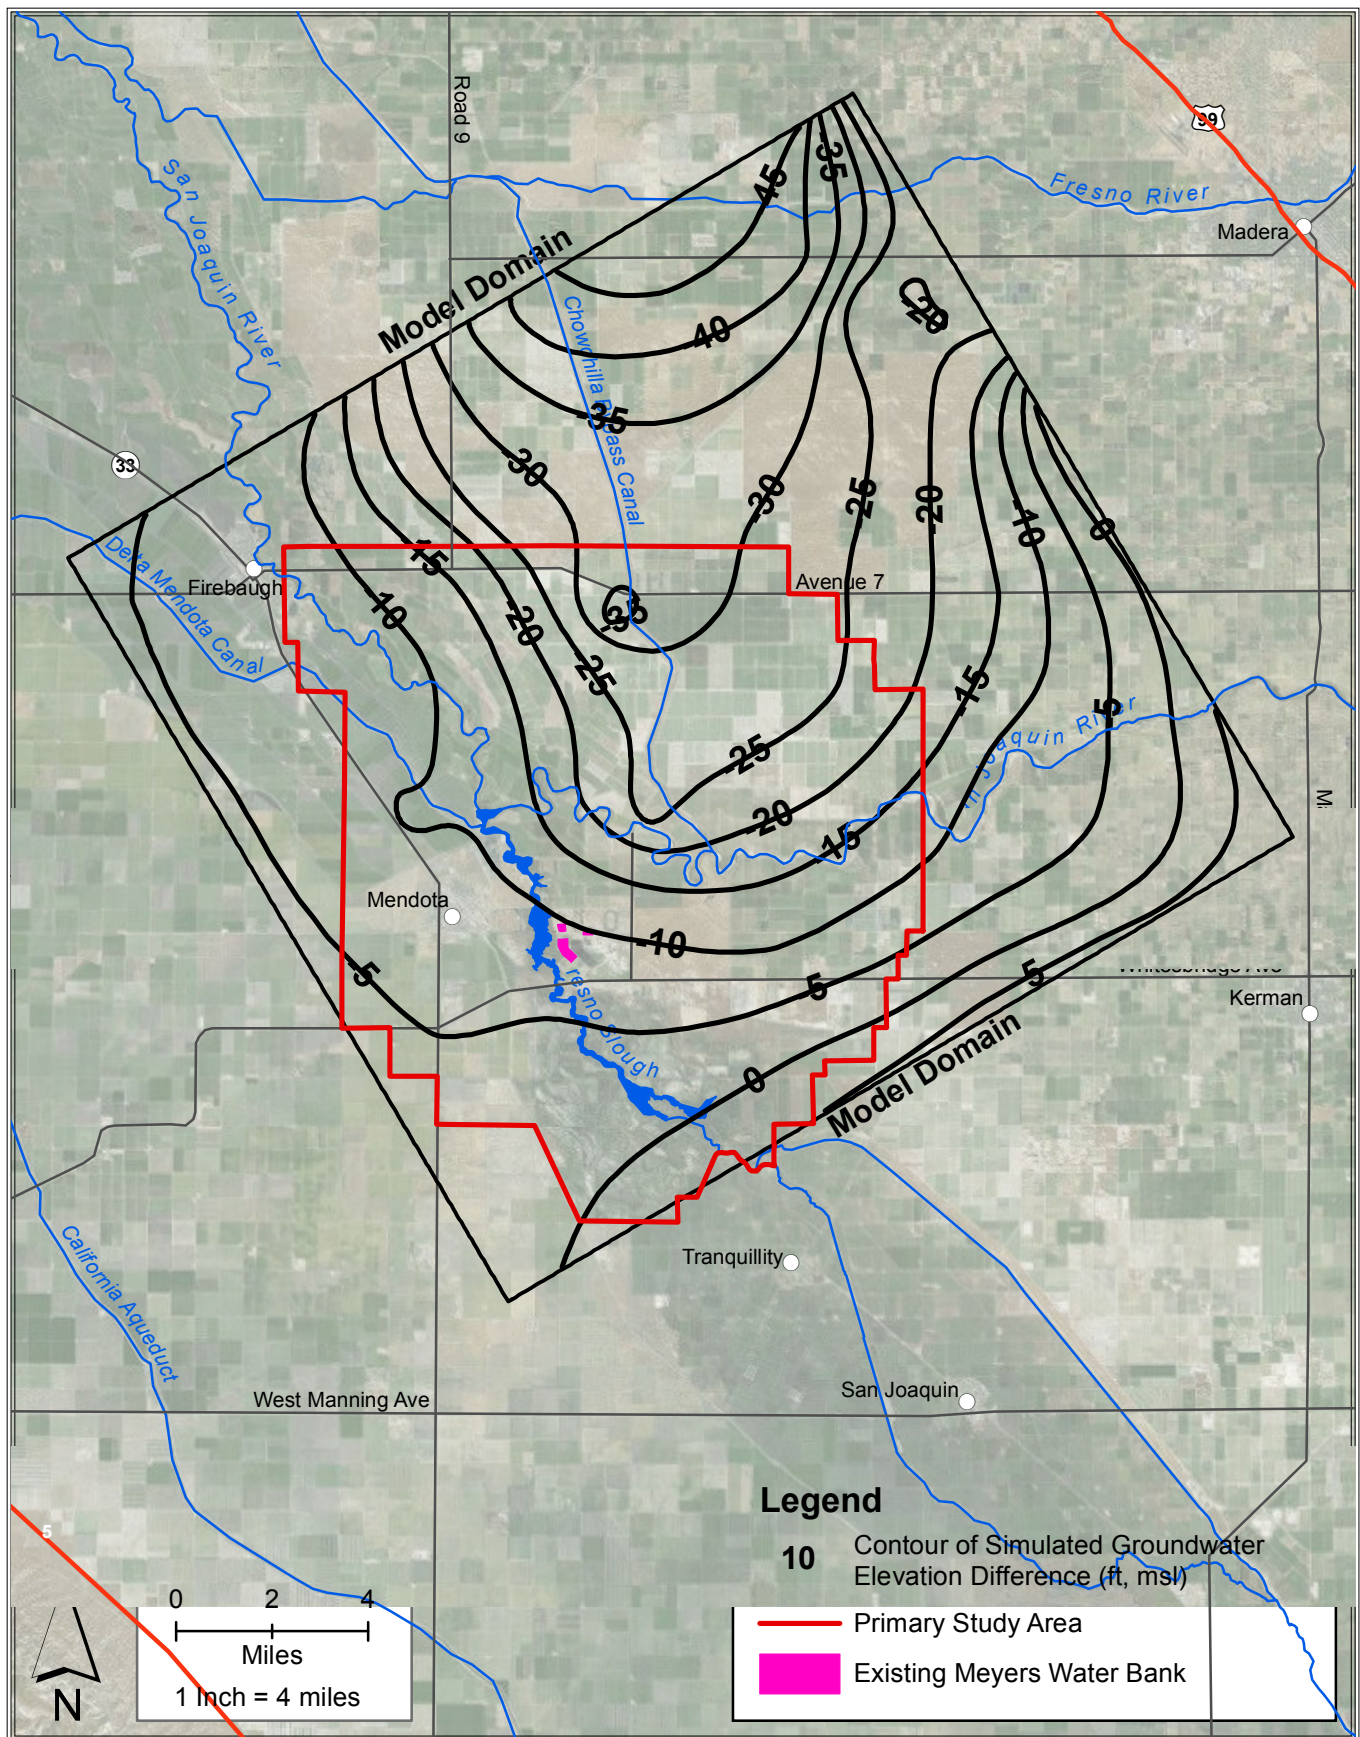 Road 9
99
San Joaquin River
Fresno River
Madera
45
-35
Model Domain
Chowchilla Bypass Canal
-20
-40
-35
33
-30
-30
-25
-20
-10
0
Delta Mendota Canal
Firebaugh
-15
-10
-20
-35
Avenue 7
-25
-15
-5
-25
-20
-15
Mendota
-10
-5
-5
5
Kerman
resno Slough
0
Model Domain
Tranquillity
California Aqueduct
West Manning Ave
San Joaquin
5
Legend
10 Contour of Simulated Groundwater
Elevation Difference (ft, msl)
Primary Study Area
Existing Meyers Water Bank
0 2 4
Miles
1 Inch = 4 miles
N